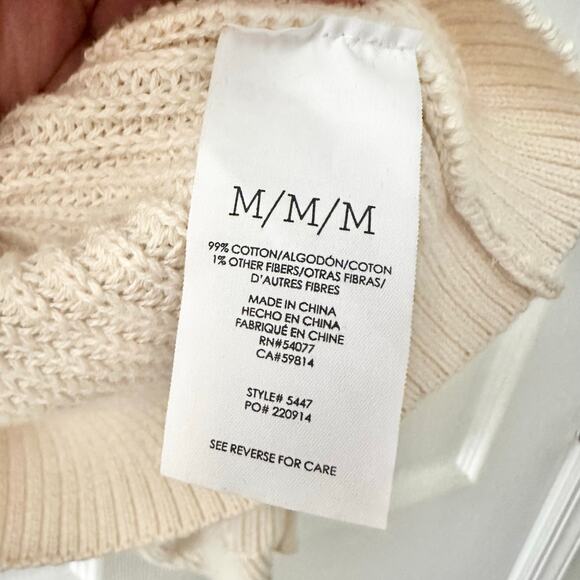 M/M/M
99% COTTON/ALGODÓN/COTON
1% OTHER FIBERS/OTRAS FIBRAS/
D'AUTRES FIBRES
MADE IN CHINA
HECHO EN CHINA
FABRIQUÉ EN CHINE
RN#54077
CA#59814
STYLE# 5447
PO# 220914
SEE REVERSE FOR CARE